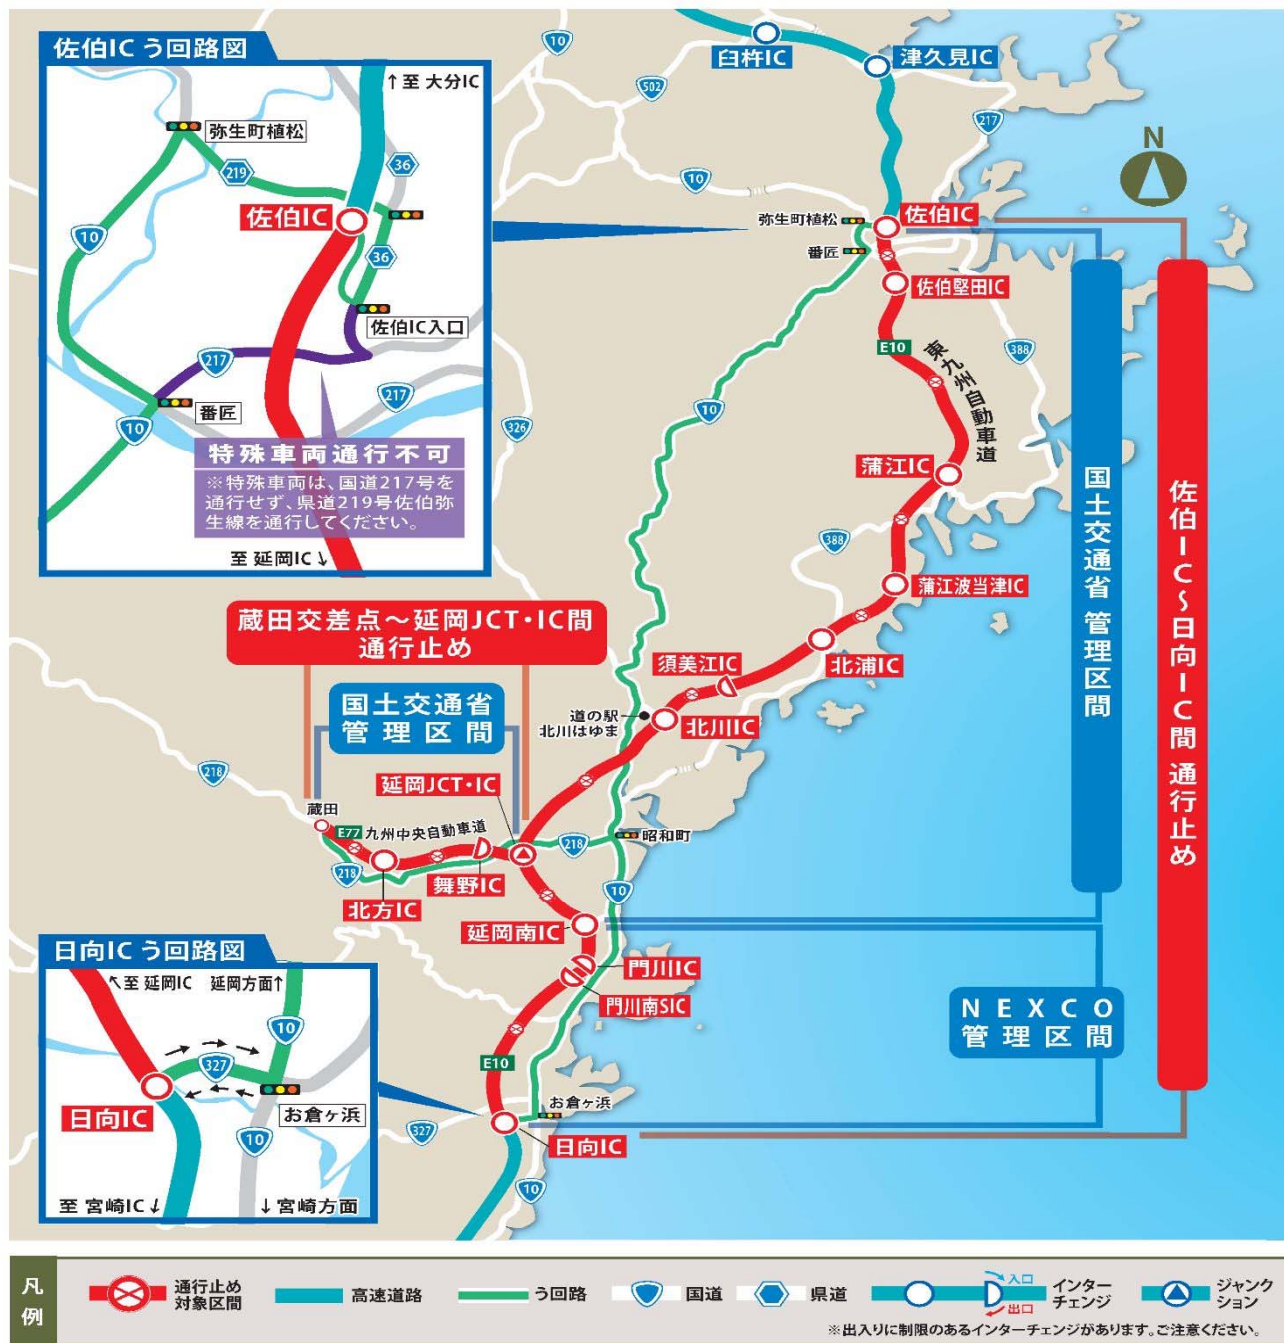 佐伯IC う回路図
↑至 大分IC
弥生町植松
219
36
佐伯IC
10
36
佐伯IC入口
217
217
番匠
10
特殊車両通行不可
※特殊車両は、国道217号を
通行せず、県道219号佐伯弥
生線を通行してください。
至 延岡IC↓
10
臼杵IC
津久見IC
502
217
N
10
弥生町植松
佐伯IC
番匠
佐伯堅田IC
E10
東九州自動車道
388
10
326
蒲江IC
388
蒲江波当津IC
国土交通省 管理区間
佐伯IC～日向IC間 通行止め
蔵田交差点～延岡JCT・IC間
通行止め
須美江IC
北浦IC
国土交通省
管理区間
道の駅
北川はゆま
北川IC
218
延岡JCT・IC
蔵田
E77
九州中央自動車道
218
昭和町
218
舞野IC
北方IC
10
延岡南IC
門川IC
門川南SIC
NEXCO
管理区間
E10
お倉ヶ浜
327
日向IC
10
日向IC う回路図
↖至 延岡IC
延岡方面↑
10
327
日向IC
お倉ヶ浜
10
至 宮崎IC↓
↓宮崎方面
凡例
通行止め
対象区間
高速道路
う回路
国道
県道
入口
出口
インター
チェンジ
ジャンク
ション
※出入りに制限のあるインターチェンジがあります。ご注意ください。